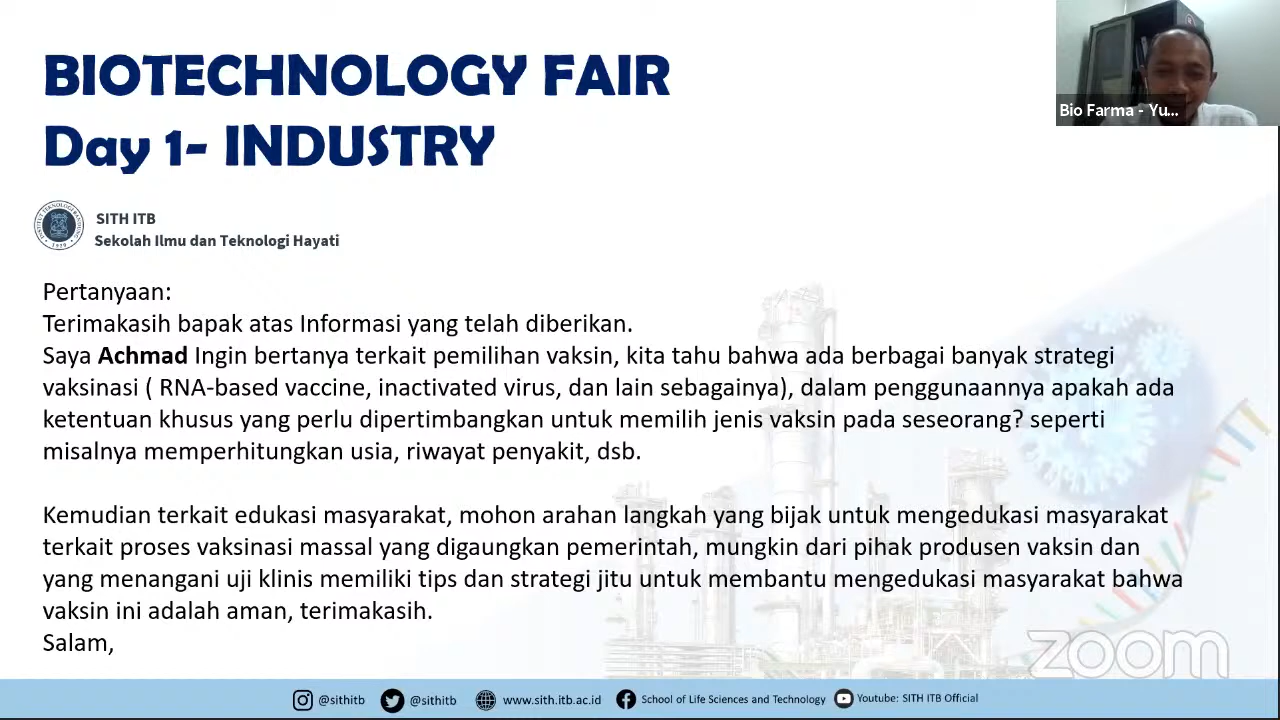 BIOTECHNOLOGY FAIR
Day 1- INDUSTRY
Bio Farma - Yu...
SITH ITB
Sekolah Ilmu dan Teknologi Hayati
Pertanyaan:
Terimakasih bapak atas Informasi yang telah diberikan.
Saya Achmad Ingin bertanya terkait pemilihan vaksin, kita tahu bahwa ada berbagai banyak strategi
vaksinasi ( RNA-based vaccine, inactivated virus, dan lain sebagainya), dalam penggunaannya apakah ada
ketentuan khusus yang perlu dipertimbangkan untuk memilih jenis vaksin pada seseorang? seperti
misalnya memperhitungkan usia, riwayat penyakit, dsb.
Kemudian terkait edukasi masyarakat, mohon arahan langkah yang bijak untuk mengedukasi masyarakat
terkait proses vaksinasi massal yang digaungkan pemerintah, mungkin dari pihak produsen vaksin dan
yang menangani uji klinis memiliki tips dan strategi jitu untuk membantu mengedukasi masyarakat bahwa
vaksin ini adalah aman, terimakasih.
Salam,
zoom
@sithitb @sithitb www.sith.itb.ac.id School of Life Sciences and Technology Youtube: SITH ITB Official